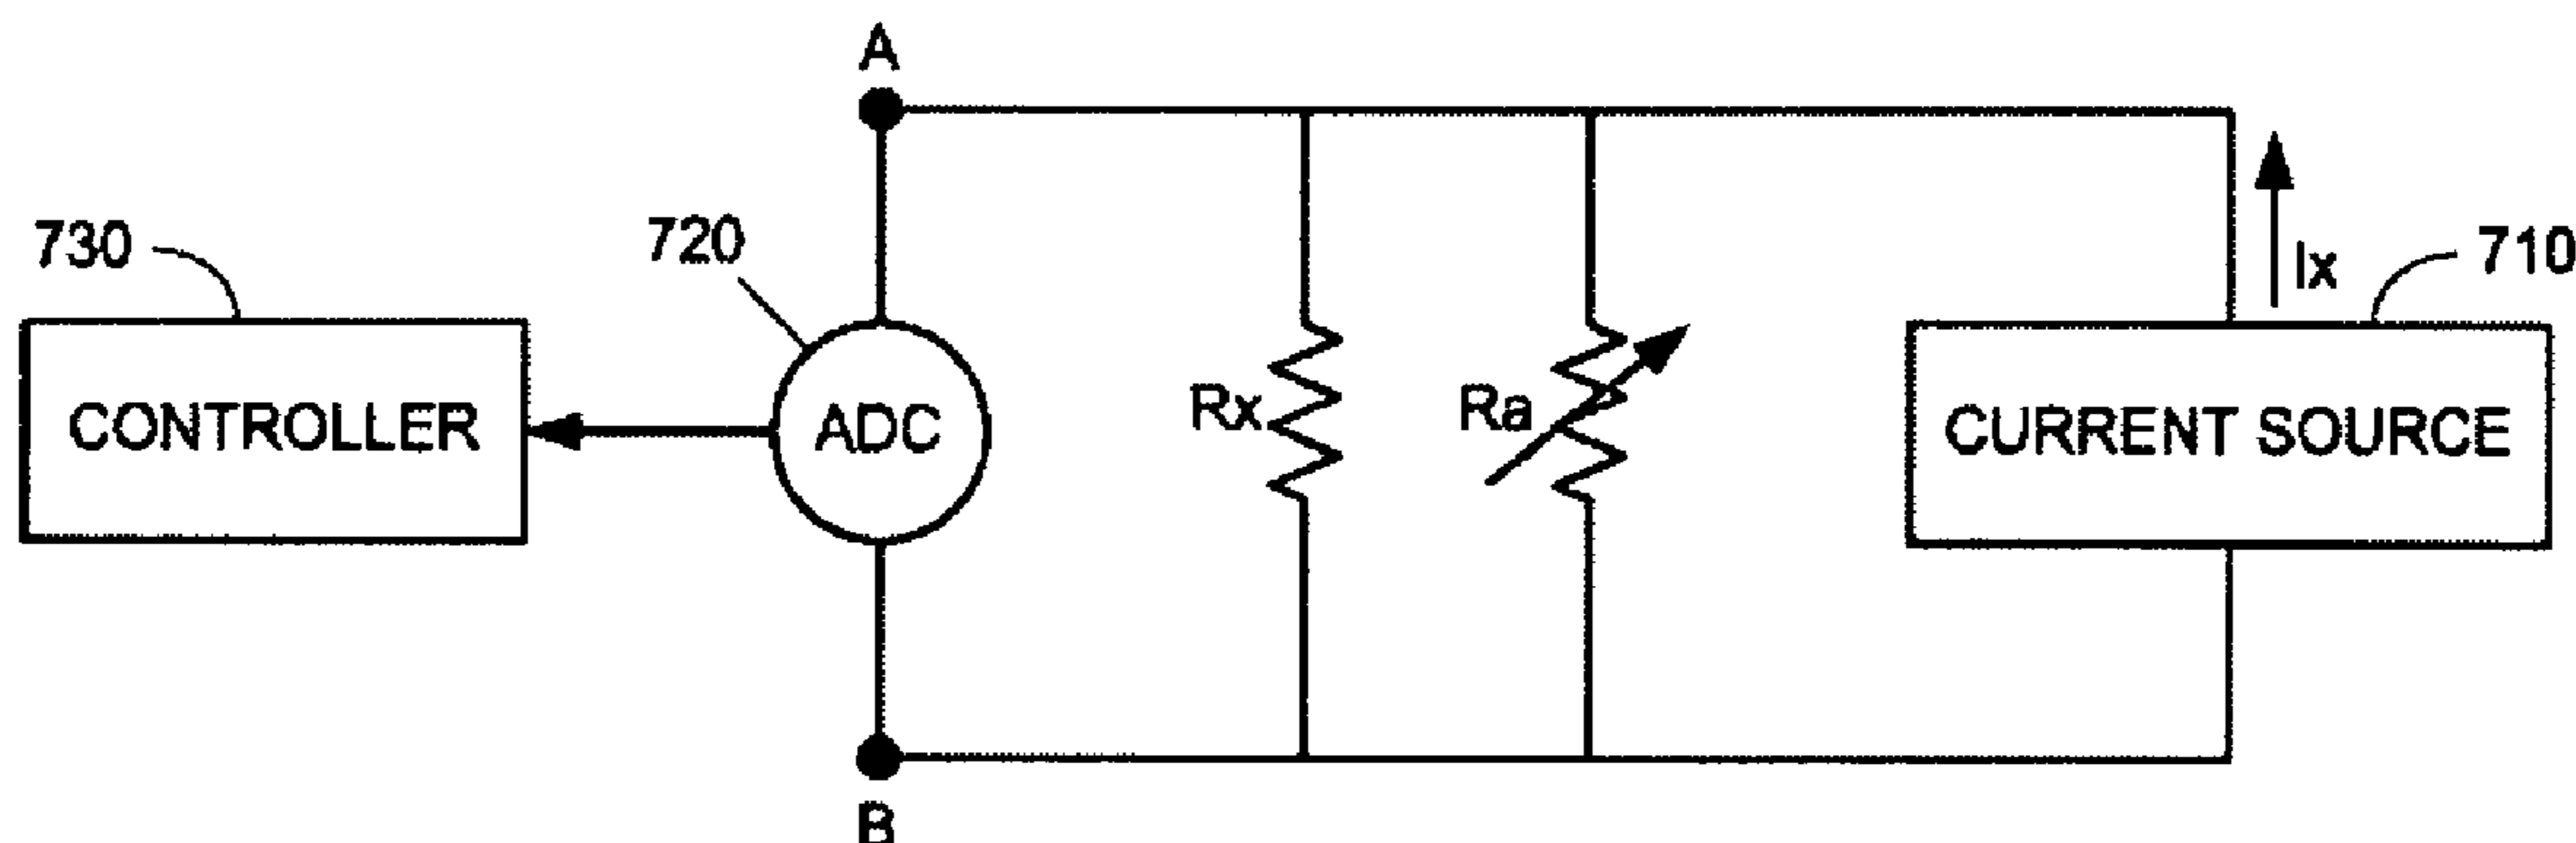 A
730
720
710
Ix
CONTROLLER
ADC
Rx
Ra
CURRENT SOURCE
B